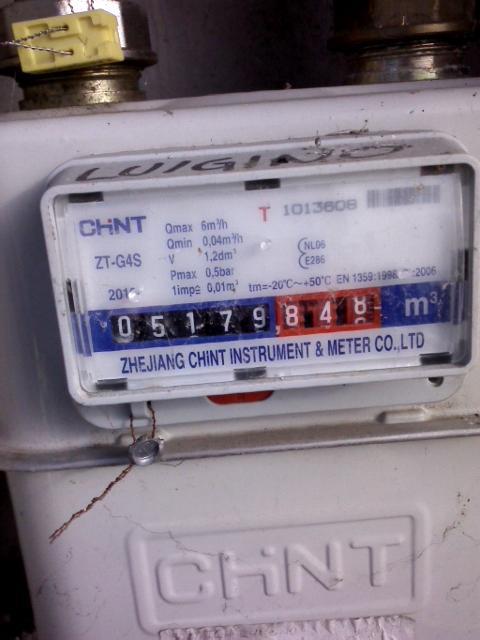 LUIGINO
CHNT
T 1013608
ZT-G4S
Qmax 6m³/h
Qmin 0,04m³/h
V 1,2dm³
Pmax 0,5bar
1imp≙0,01m³
NL06
E286
tm=-20°C~+50°C EN 1359:1998 2006
05179,848 m³
ZHEJIANG CHINT INSTRUMENT & METER CO.,LTD
CHNT